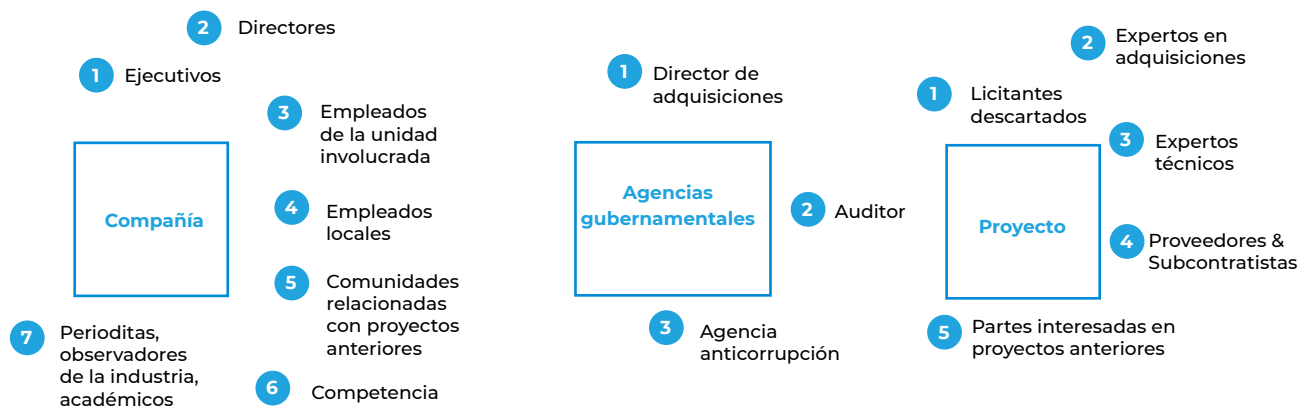 2 Directores
1 Ejecutivos
3 Empleados
de la unidad
involucrada
Compañía
4 Empleados
locales
5 Comunidades
relacionadas
con proyectos
anteriores
7 Perioditas,
observadores
de la industria,
académicos
6 Competencia
1 Director de
adquisiciones
Agencias
gubernamentales
2 Auditor
3 Agencia
anticorrupción
2 Expertos en
adquisiciones
1 Licitantes
descartados
3 Expertos
técnicos
Proyecto
4 Proveedores &
Subcontratistas
5 Partes interesadas en
proyectos anteriores